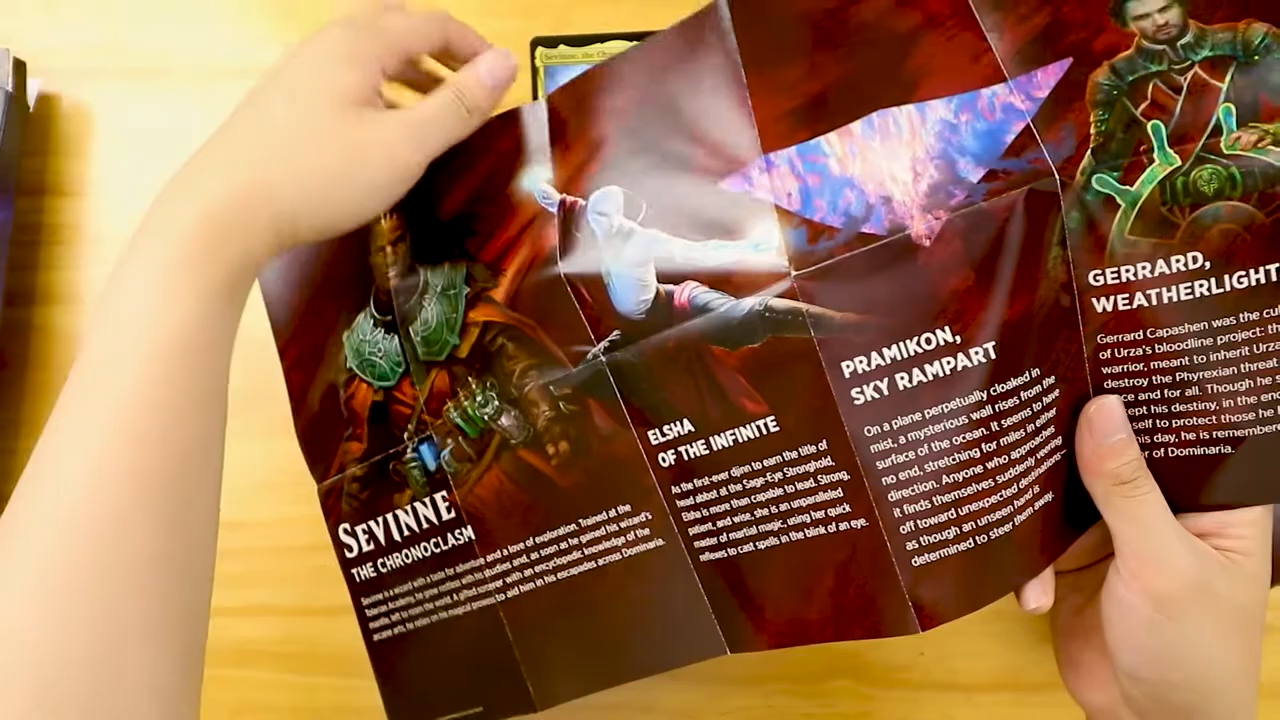 Sevinne, the Chro
SEVINNE
THE CHRONOCLASM
Sevinne is a wizard with a taste for adventure and a love of exploration. Trained at the
Tolarian Academy, he grew restless with his studies and, as soon as he gained his wizard's
mantle, left to roam the world. A gifted sorcerer with an encyclopedic knowledge of the
arcane arts, he relies on his magical prowess to aid him in his escapades across Dominaria.
ELSHA
OF THE INFINITE
As the first-ever djinn to earn the title of
head abbot at the Sage-Eye Stronghold,
Elsha is more than capable to lead. Strong,
patient, and wise, she is an unparalleled
master of martial magic, using her quick
reflexes to cast spells in the blink of an eye.
PRAMIKON,
SKY RAMPART
On a plane perpetually cloaked in
mist, a mysterious wall rises from the
surface of the ocean. It seems to have
no end, stretching for miles in either
direction. Anyone who approaches
it finds themselves suddenly veering
off toward unexpected destinations—
as though an unseen hand is
determined to steer them away.
GERRARD,
WEATHERLIGHT
Gerrard Capashen was the cul
of Urza's bloodline project: th
warrior, meant to inherit Urza
destroy the Phyrexian threat
nce and for all. Though he s
cept his destiny, in the end
self to protect those he
his day, he is remembere
or of Dominaria.